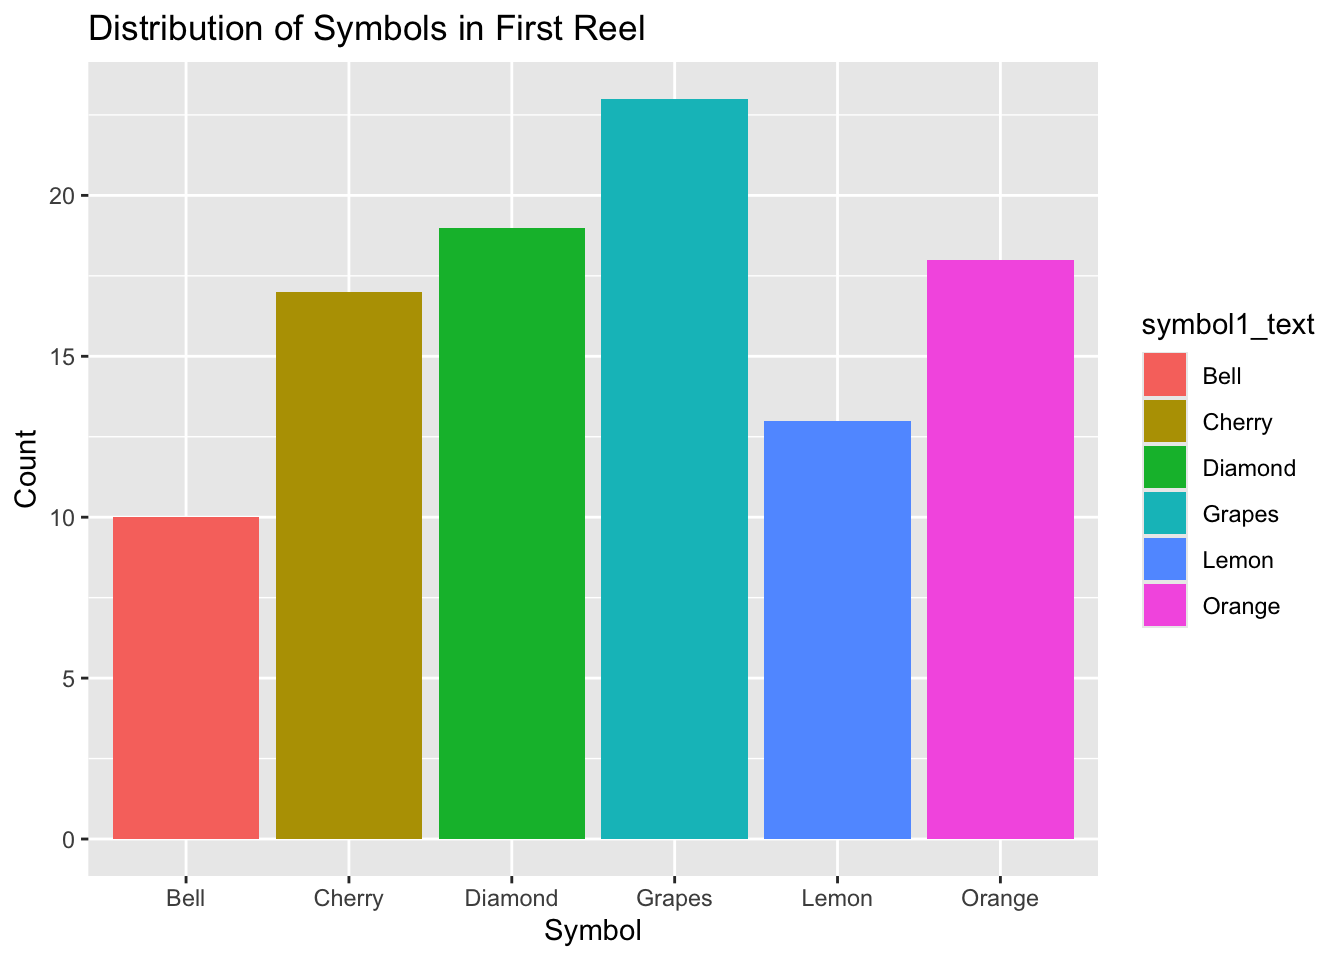 Distribution of Symbols in First Reel
Count
20
15
10
5
0
Bell Cherry Diamond Grapes Lemon Orange
Symbol
symbol1_text
Bell
Cherry
Diamond
Grapes
Lemon
Orange